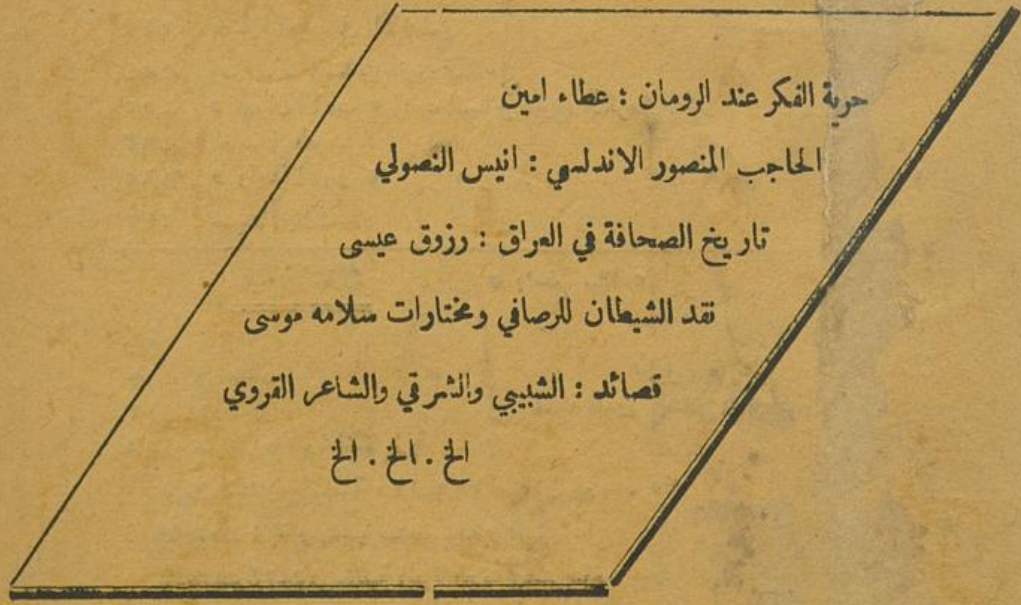 حرية الفكر عند الرومان : عطاء امين
الحاجب المنصور الاندلسي : انيس النصولي
تاريخ الصحافة في العراق : رزوق عيسى
نقد الشيطان للرصافي ومختارات سلامه موسى
قصائد : الشبيبي والشرقي والشاعر القروي
الخ . الخ . الخ